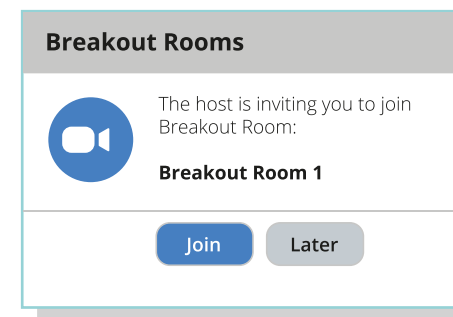 Breakout Rooms
The host is inviting you to join
Breakout Room:
Breakout Room 1
Join
Later